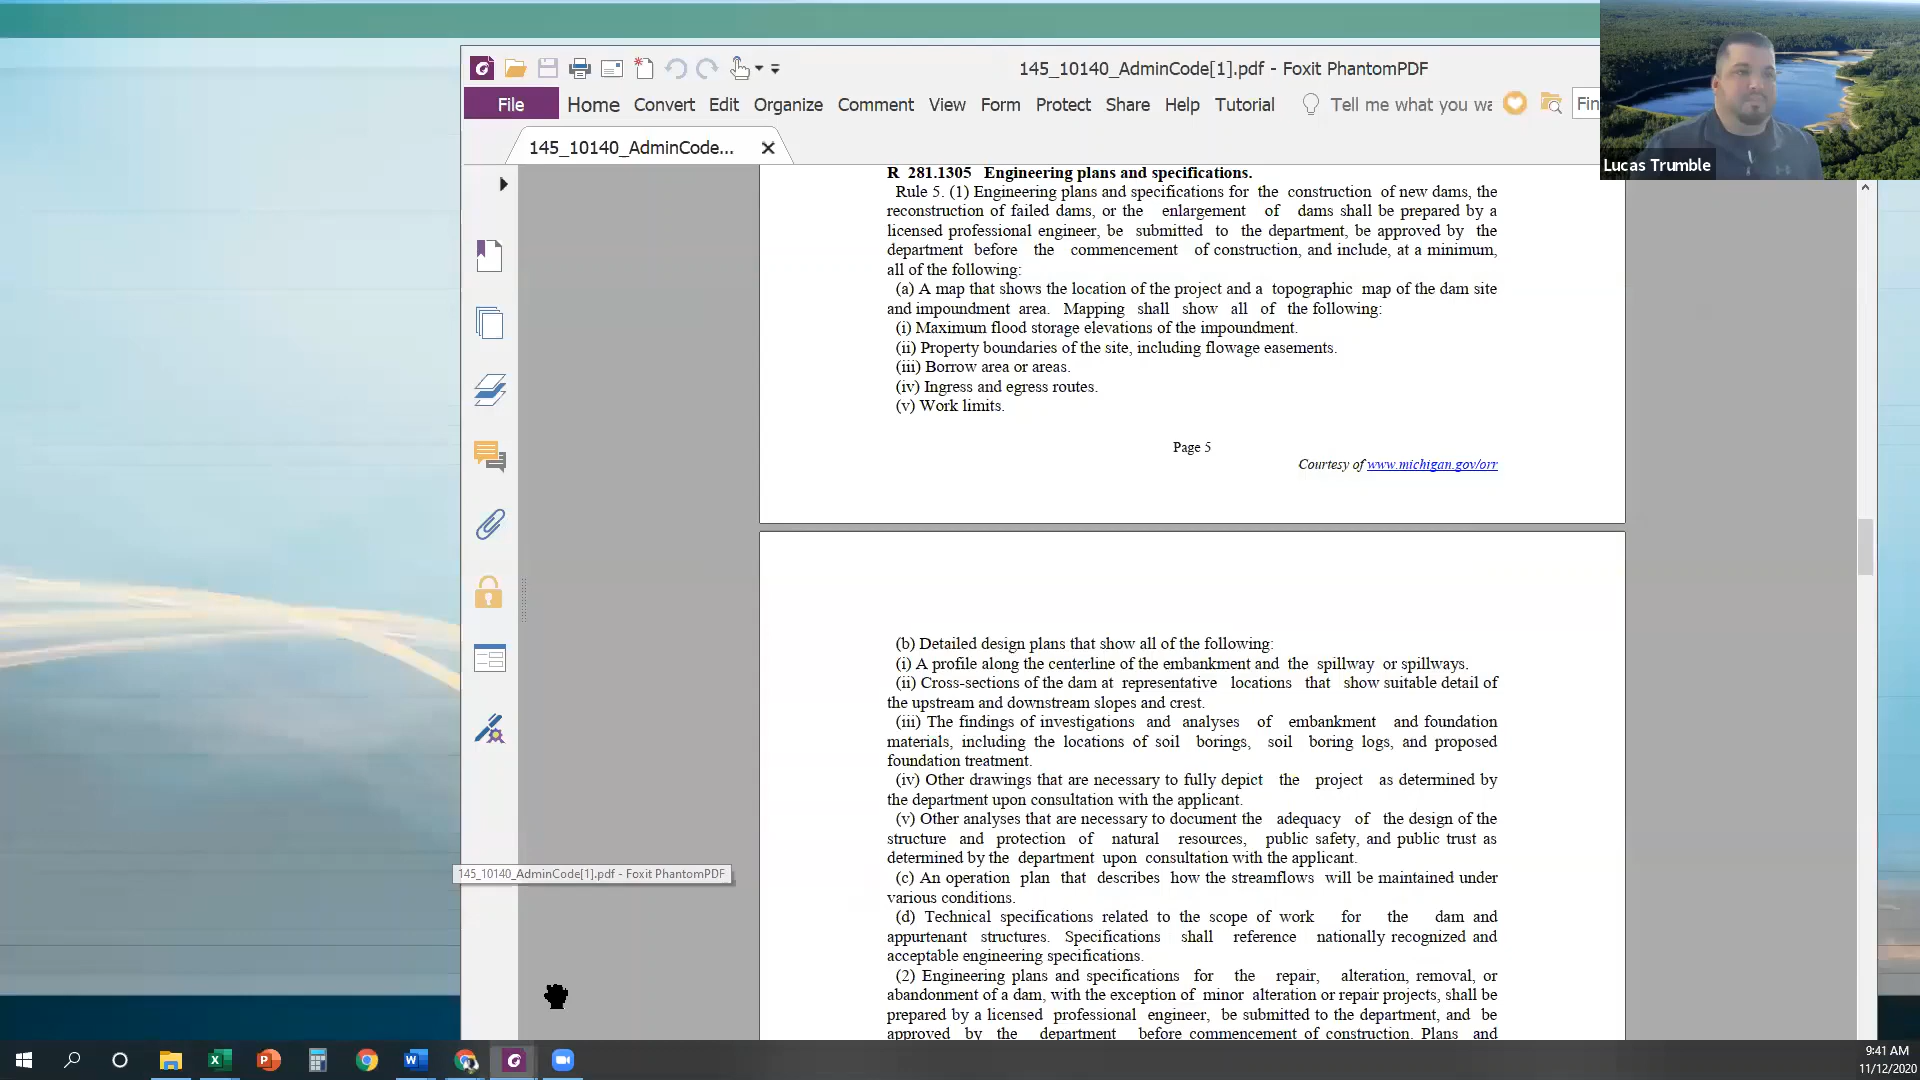 145_10140_AdminCode[1].pdf - Foxit PhantomPDF
File Home Convert Edit Organize Comment View Form Protect Share Help Tutorial Tell me what you wa Fin
145_10140_AdminCode...
Lucas Trumble
R 281.1305 Engineering plans and specifications.
Rule 5. (1) Engineering plans and specifications for the construction of new dams, the
reconstruction of failed dams, or the enlargement of dams shall be prepared by a
licensed professional engineer, be submitted to the department, be approved by the
department before the commencement of construction, and include, at a minimum,
all of the following:
(a) A map that shows the location of the project and a topographic map of the dam site
and impoundment area. Mapping shall show all of the following:
(i) Maximum flood storage elevations of the impoundment.
(ii) Property boundaries of the site, including flowage easements.
(iii) Borrow area or areas.
(iv) Ingress and egress routes.
(v) Work limits.
Page 5
Courtesy of www.michigan.gov/orr
(b) Detailed design plans that show all of the following:
(i) A profile along the centerline of the embankment and the spillway or spillways.
(ii) Cross-sections of the dam at representative locations that show suitable detail of
the upstream and downstream slopes and crest.
(iii) The findings of investigations and analyses of embankment and foundation
materials, including the locations of soil borings, soil boring logs, and proposed
foundation treatment.
(iv) Other drawings that are necessary to fully depict the project as determined by
the department upon consultation with the applicant.
(v) Other analyses that are necessary to document the adequacy of the design of the
structure and protection of natural resources, public safety, and public trust as
determined by the department upon consultation with the applicant.
(c) An operation plan that describes how the streamflows will be maintained under
various conditions.
(d) Technical specifications related to the scope of work for the dam and
appurtenant structures. Specifications shall reference nationally recognized and
acceptable engineering specifications.
(2) Engineering plans and specifications for the repair, alteration, removal, or
abandonment of a dam, with the exception of minor alteration or repair projects, shall be
prepared by a licensed professional engineer, be submitted to the department, and be
approved by the department before commencement of construction. Plans and
145_10140_AdminCode[1].pdf - Foxit PhantomPDF
9:41 AM
11/12/2020